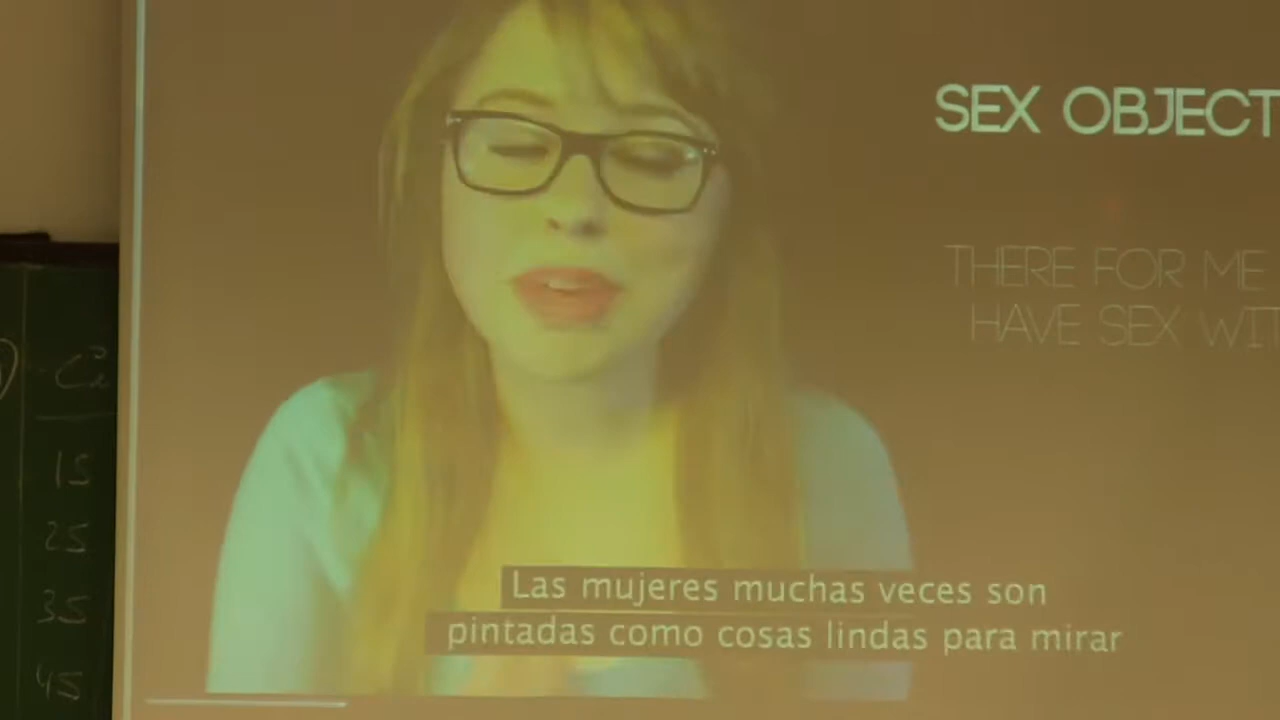 SEX OBJECT
THERE FOR ME
HAVE SEX WIT
Las mujeres muchas veces son
pintadas como cosas lindas para mirar
15
25
35
45